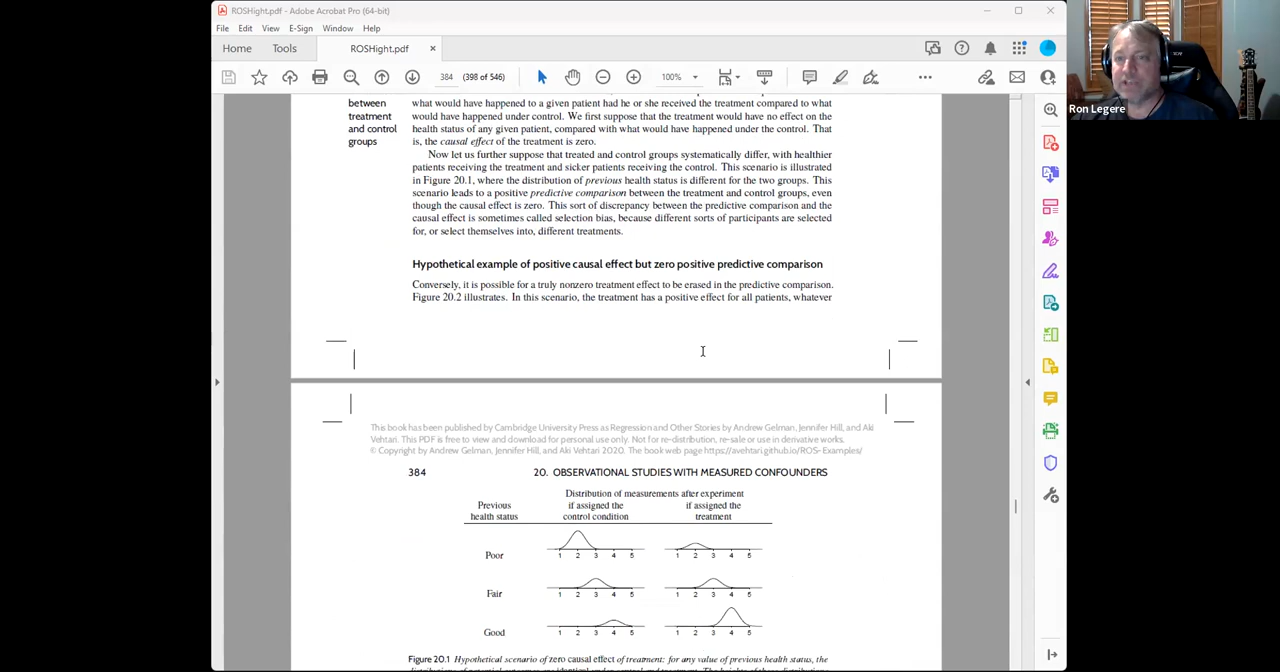 ROSHight.pdf - Adobe Acrobat Pro (64-bit)
File Edit View E-Sign Window Help
Home Tools ROSHight.pdf ×
384 (398 of 546) 100%
Ron Legere
between
treatment
and control
groups
what would have happened to a given patient had he or she received the treatment compared to what
would have happened under control. We first suppose that the treatment would have no effect on the
health status of any given patient, compared with what would have happened under the control. That
is, the causal effect of the treatment is zero.
Now let us further suppose that treated and control groups systematically differ, with healthier
patients receiving the treatment and sicker patients receiving the control. This scenario is illustrated
in Figure 20.1, where the distribution of previous health status is different for the two groups. This
scenario leads to a positive predictive comparison between the treatment and control groups, even
though the causal effect is zero. This sort of discrepancy between the predictive comparison and the
causal effect is sometimes called selection bias, because different sorts of participants are selected
for, or select themselves into, different treatments.
Hypothetical example of positive causal effect but zero positive predictive comparison
Conversely, it is possible for a truly nonzero treatment effect to be erased in the predictive comparison.
Figure 20.2 illustrates. In this scenario, the treatment has a positive effect for all patients, whatever
This book has been published by Cambridge University Press as Regression and Other Stories by Andrew Gelman, Jennifer Hill, and Aki
Vehtari. This PDF is free to view and download for personal use only. Not for re-distribution, re-sale or use in derivative works.
© Copyright by Andrew Gelman, Jennifer Hill, and Aki Vehtari 2020. The book web page https://avehtari.github.io/ROS-Examples/
384 20. OBSERVATIONAL STUDIES WITH MEASURED CONFOUNDERS
Distribution of measurements after experiment
Previous if assigned the if assigned the
health status control condition treatment
Poor 1 2 3 4 5 1 2 3 4 5
Fair 1 2 3 4 5 1 2 3 4 5
Good 1 2 3 4 5 1 2 3 4 5
Figure 20.1 Hypothetical scenario of zero causal effect of treatment: for any value of previous health status, the